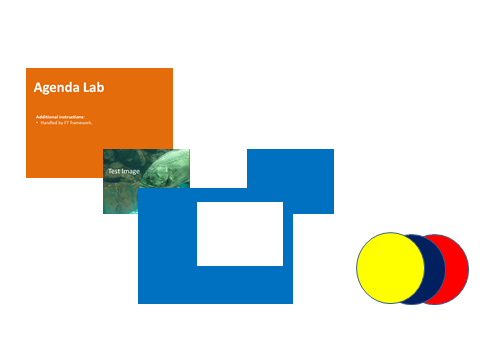 Agenda Lab
Additional instructions:
• Handled by FT framework.
Test Image